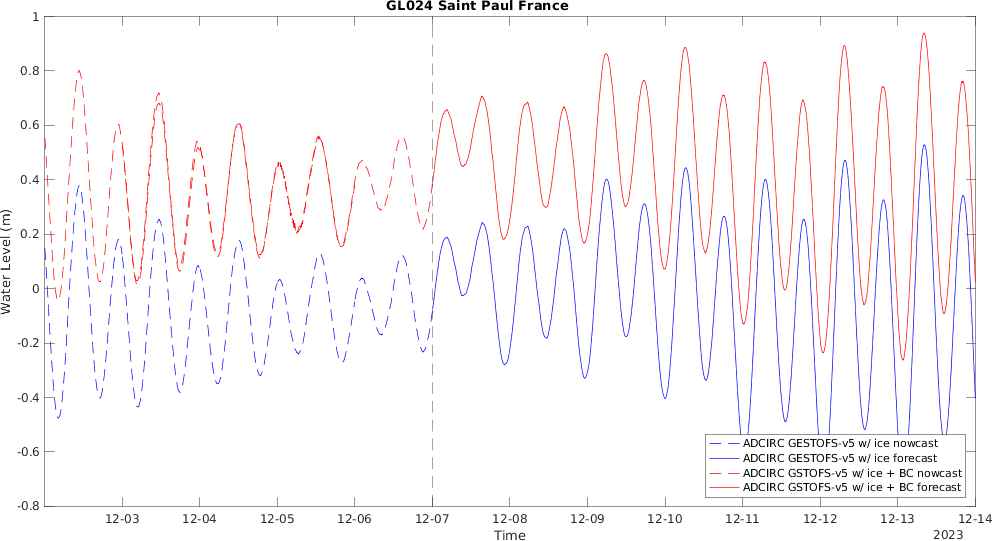 GL024 Saint Paul France
1
0.8
0.6
0.4
0.2
0
-0.2
-0.4
-0.6
-0.8
Water Level (m)
12-03 12-04 12-05 12-06 12-07 12-08 12-09 12-10 12-11 12-12 12-13 12-14
Time
2023
ADCIRC GESTOFS-v5 w/ ice nowcast
ADCIRC GESTOFS-v5 w/ ice forecast
ADCIRC GSTOFS-v5 w/ ice + BC nowcast
ADCIRC GSTOFS-v5 w/ ice + BC forecast